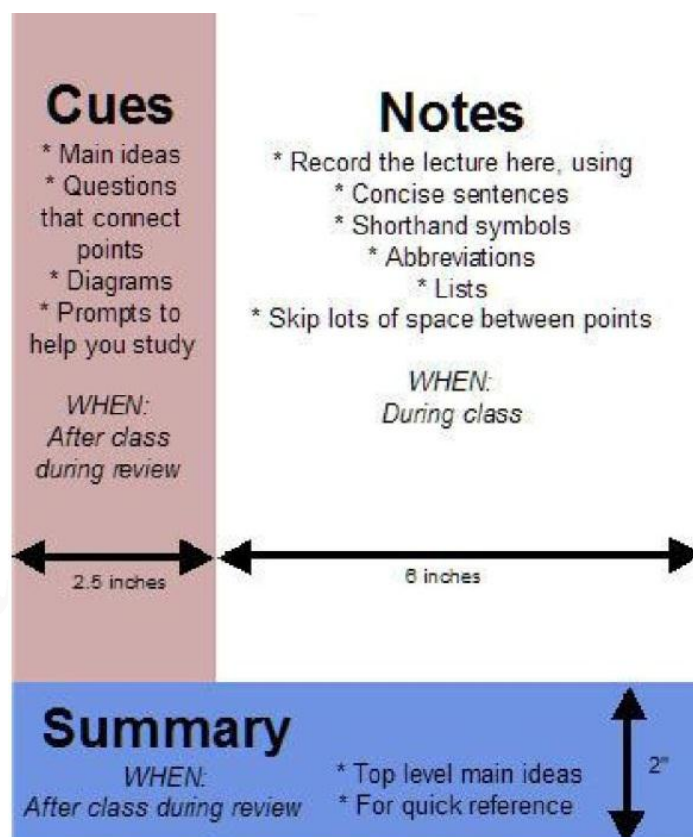 Cues
* Main ideas
* Questions
that connect
points
* Diagrams
* Prompts to
help you study
WHEN:
After class
during review
2.5 inches
Notes
* Record the lecture here, using
* Concise sentences
* Shorthand symbols
* Abbreviations
* Lists
* Skip lots of space between points
WHEN:
During class
6 inches
Summary
WHEN:
After class during review
* Top level main ideas
* For quick reference
2"